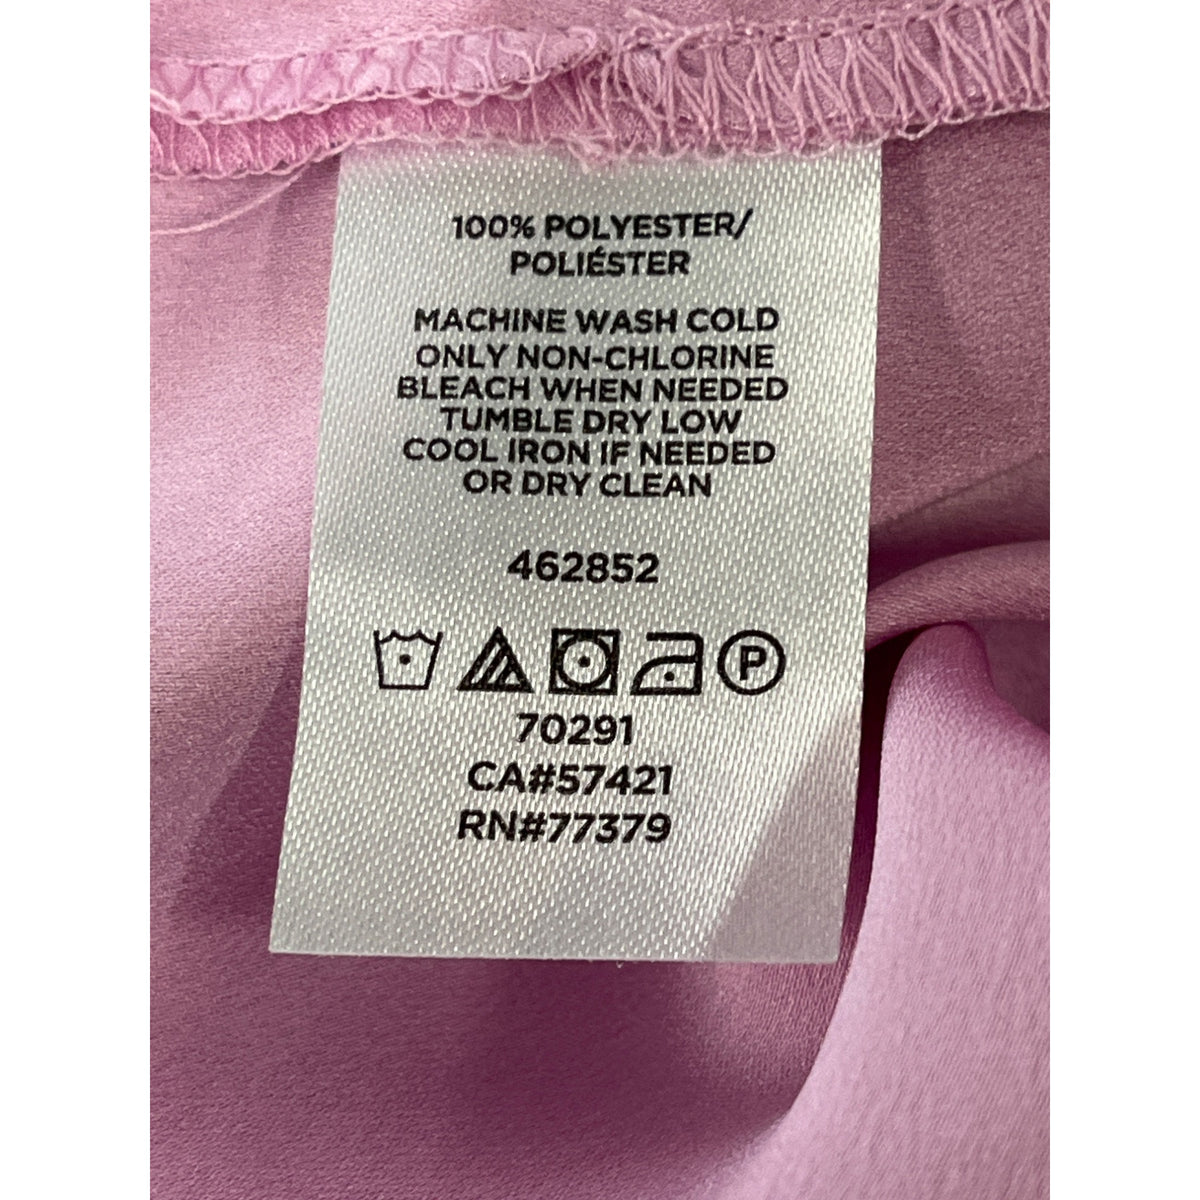 100% POLYESTER/
POLIÉSTER
MACHINE WASH COLD
ONLY NON-CHLORINE
BLEACH WHEN NEEDED
TUMBLE DRY LOW
COOL IRON IF NEEDED
OR DRY CLEAN
462852
P
70291
CA#57421
RN#77379